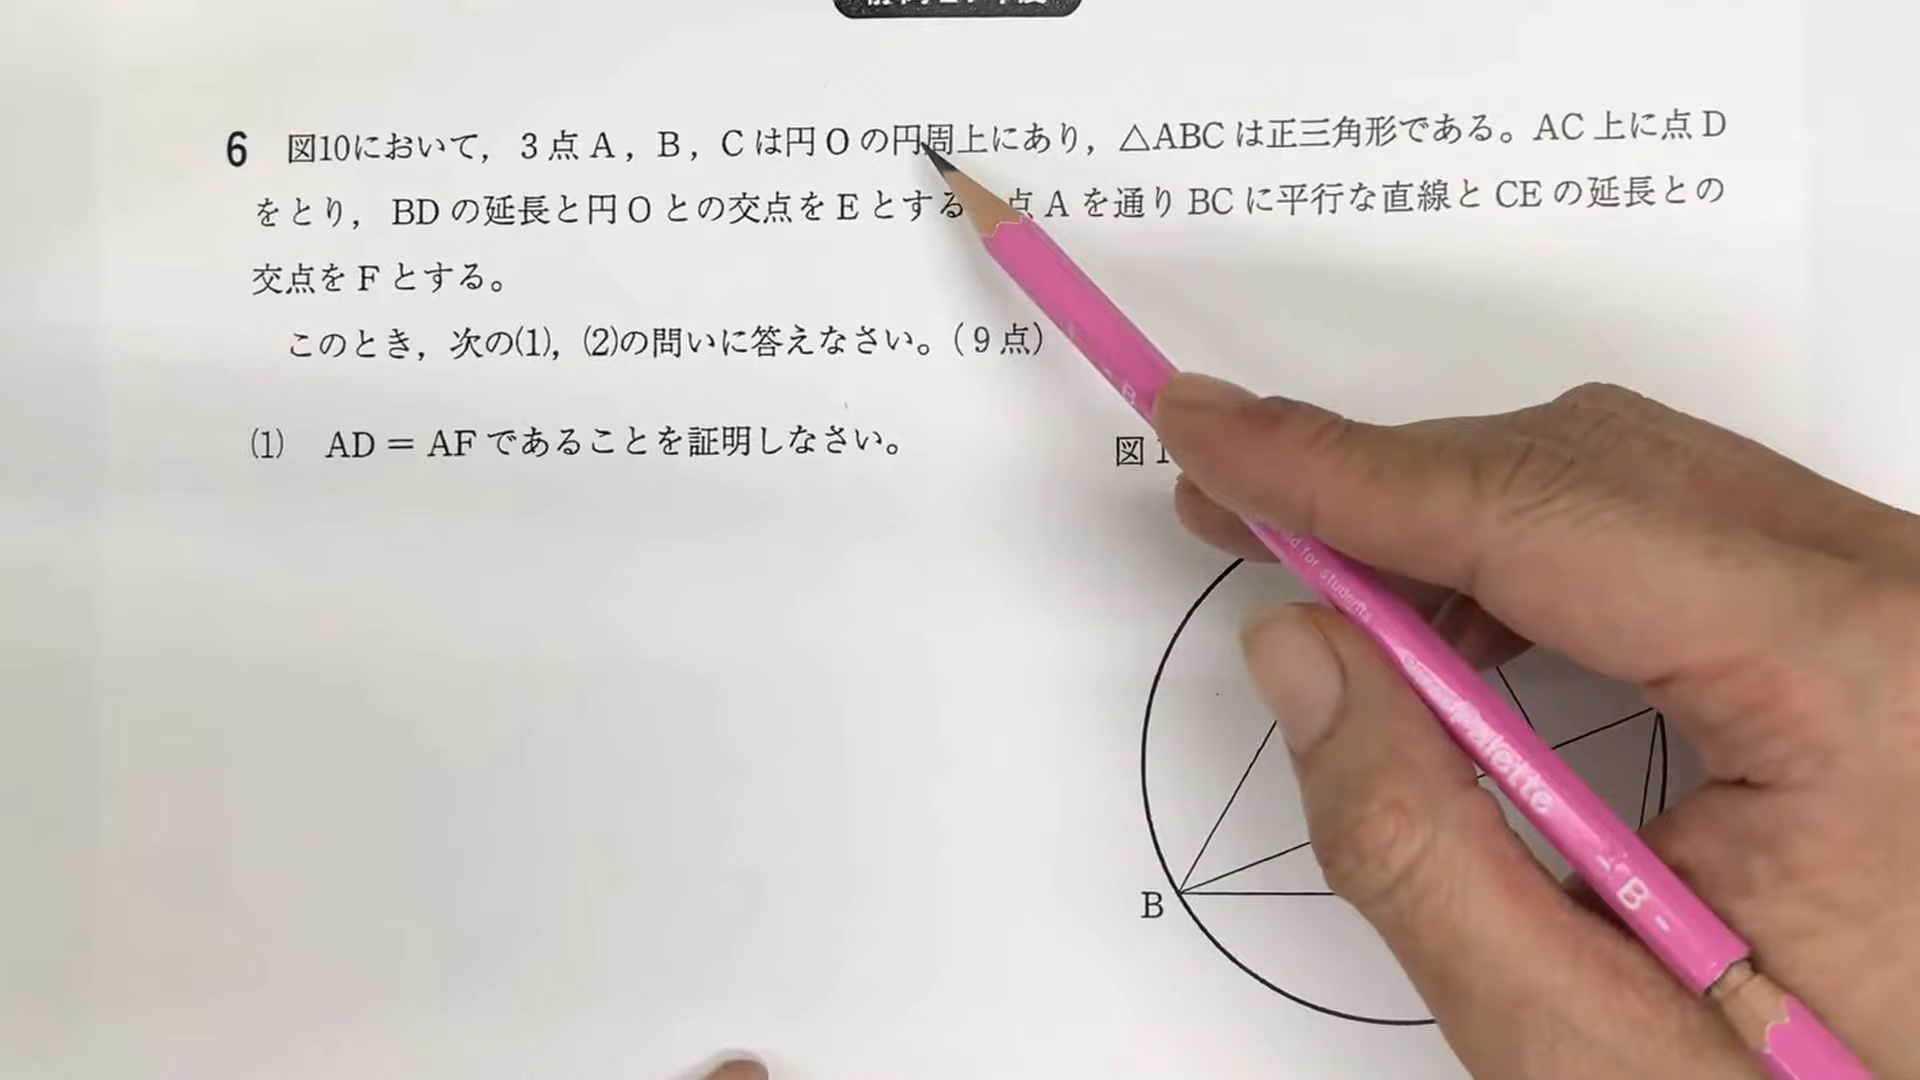 6 図10において，3点A，B，Cは円Oの円周上にあり，△ABCは正三角形である。AC上に点D
をとり，BDの延長と円Oとの交点をEとする 点Aを通りBCに平行な直線とCEの延長との
交点をFとする。
このとき，次の⑴，⑵の問いに答えなさい。（9点）
⑴ AD＝AFであることを証明しなさい。
図1
B
B
for students
Palette
B